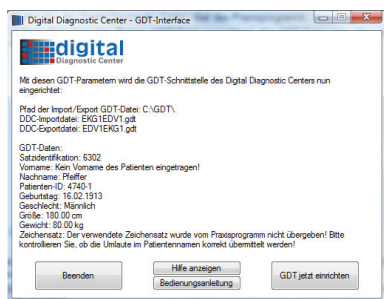 Digital Diagnostic Center - GDT-Interface
digital
Diagnostic Center
Mit diesen GDT-Parametern wird die GDT-Schnittstelle des Digital Diagnostic Centers nun
eingerichtet:
Pfad der Import/Export GDT-Datei: C:\GDT\
DDC-Importdatei: EKG1EDV1.gdt
DDC-Exportdatei: EDV1EKG1.gdt
GDT-Daten:
Satzidentifikation: 6302
Vorname: Kein Vorname des Patienten eingetragen!
Nachname: Pfeiffer
Patienten-ID: 4740-1
Geburtstag: 16.02.1913
Geschlecht: Männlich
Größe: 180.00 cm
Gewicht: 80.00 kg
Zeichensatz: Der verwendete Zeichensatz wurde vom Praxisprogramm nicht übergeben! Bitte
kontrollieren Sie, ob die Umlaute im Patientennamen korrekt übermittelt werden!
Beenden
Hilfe anzeigen
Bedienungsanleitung
GDT jetzt einrichten